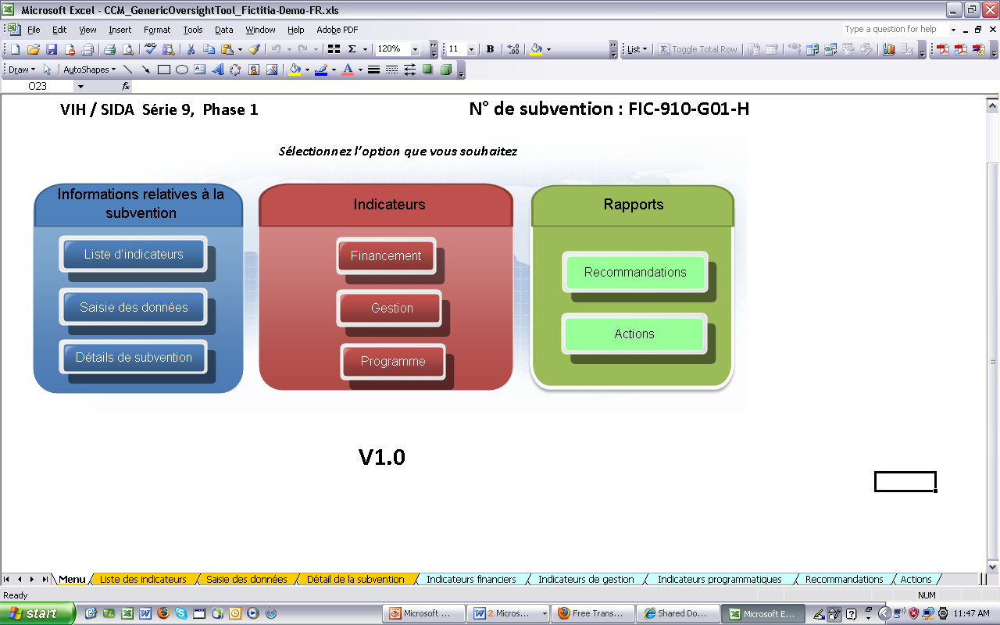 Microsoft Excel - CCM_GenericOversightTool_Fictitia-Demo-FR.xls
File Edit View Insert Format Tools Data Window Help Adobe PDF
Type a question for help
120% 11 B List Toggle Total Row
Draw AutoShapes
O23 fx
VIH / SIDA Série 9, Phase 1
N° de subvention : FIC-910-G01-H
Sélectionnez l'option que vous souhaitez
Informations relatives à la
subvention
Liste d'indicateurs
Saisie des données
Détails de subvention
Indicateurs
Financement
Gestion
Programme
Rapports
Recommandations
Actions
V1.0
Menu Liste des indicateurs Saisie des données Détail de la subvention Indicateurs financiers Indicateurs de gestion Indicateurs programmatiques Recommandations Actions
Ready
NUM
start Microsoft ... 2 Micros... Free Trans... Shared Do... Microsoft E... 11:47 AM